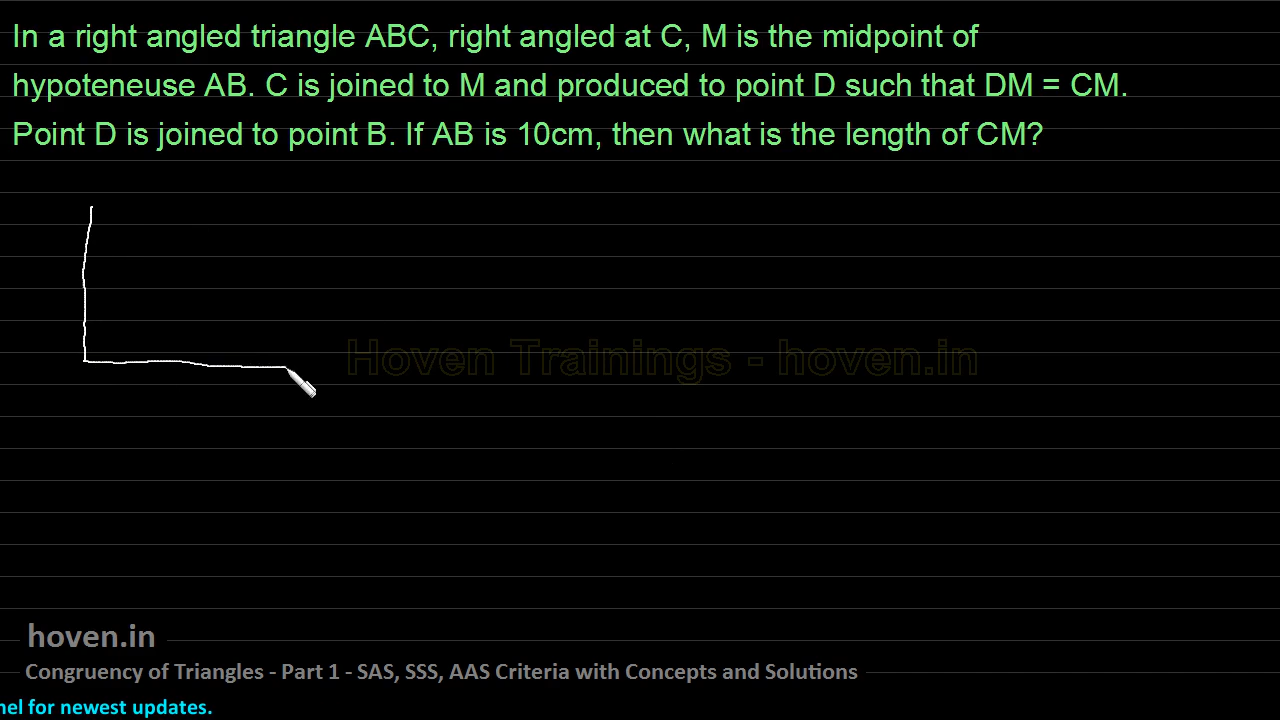 In a right angled triangle ABC, right angled at C, M is the midpoint of
hypoteneuse AB. C is joined to M and produced to point D such that DM = CM.
Point D is joined to point B. If AB is 10cm, then what is the length of CM?
Hoven Trainings - hoven.in
hoven.in
Congruency of Triangles - Part 1 - SAS, SSS, AAS Criteria with Concepts and Solutions
nel for newest updates.